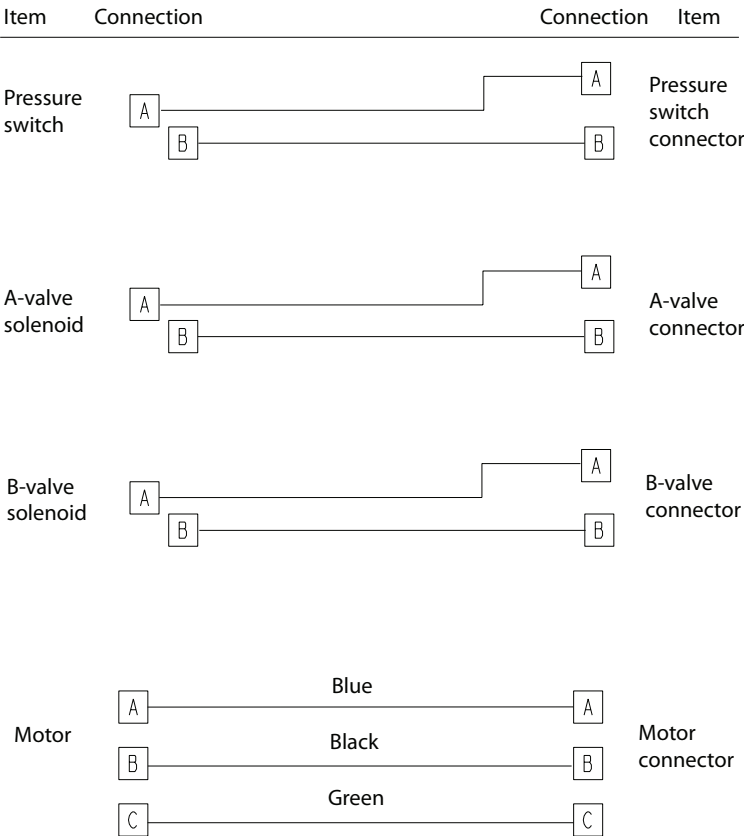 Item Connection Connection Item
Pressure
switch
A
B
A
B
Pressure
switch
connector
A-valve
solenoid
A
B
A
B
A-valve
connector
B-valve
solenoid
A
B
A
B
B-valve
connector
Motor
A
B
C
Blue
Black
Green
A
B
C
Motor
connector